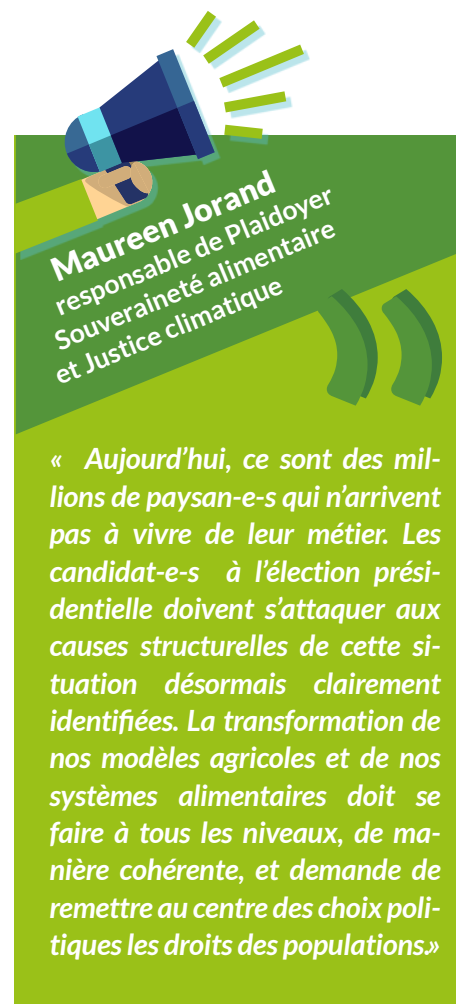 Maureen Jorand
responsable de Plaidoyer
Souveraineté alimentaire
et Justice climatique
«  Aujourd’hui, ce sont des mil-
lions de paysan-e-s qui n’arrivent
pas à vivre de leur métier. Les
candidat-e-s  à l’élection prési-
dentielle doivent s’attaquer aux
causes structurelles de cette si-
tuation désormais clairement
identifiées. La transformation de
nos modèles agricoles et de nos
systèmes alimentaires doit se
faire à tous les niveaux, de ma-
nière cohérente, et demande de
remettre au centre des choix poli-
tiques les droits des populations.»